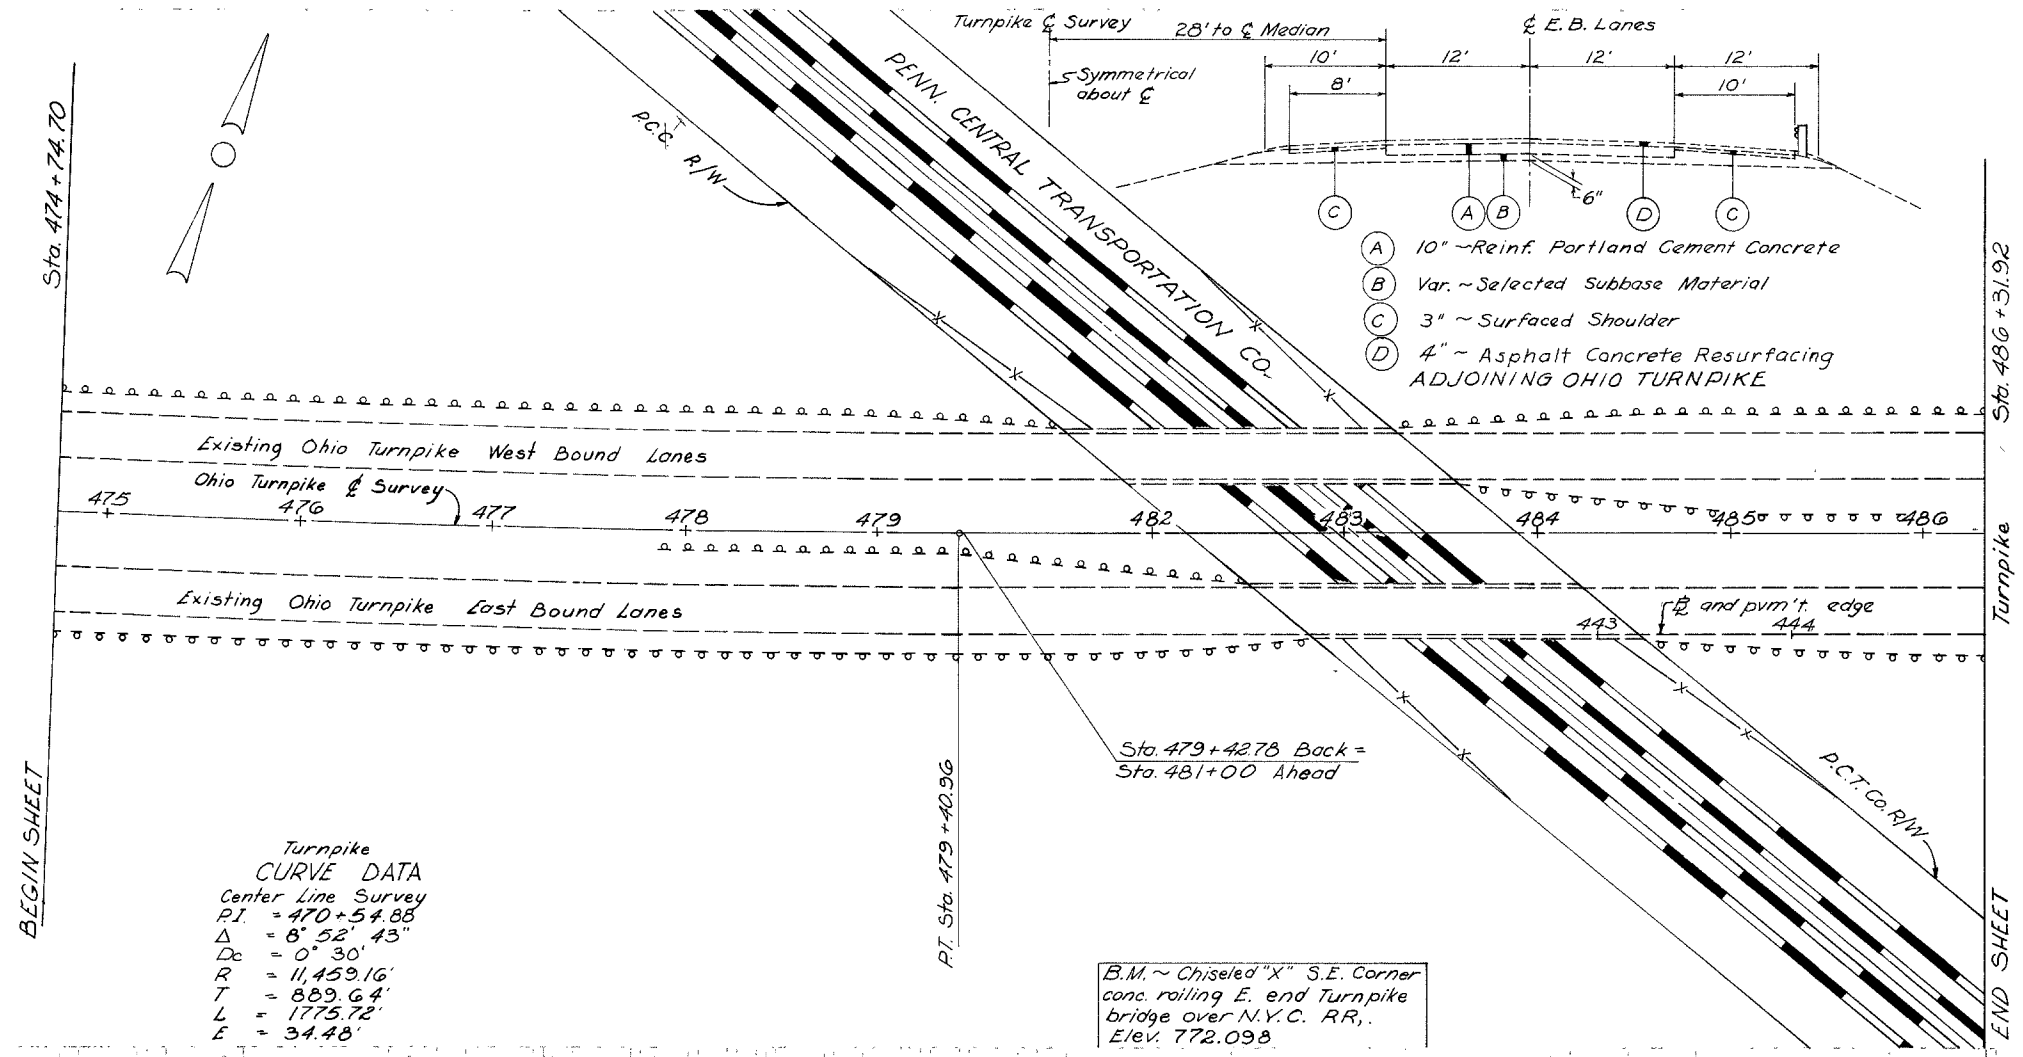 Turnpike ℄ Survey
28' to ℄ Median
℄ E.B. Lanes
10'
12'
12'
12'
Symmetrical
about ℄
8'
10'
6"
C
A
B
D
C
A 10" ~ Reinf. Portland Cement Concrete
B Var. ~ Selected Subbase Material
C 3" ~ Surfaced Shoulder
D 4" ~ Asphalt Concrete Resurfacing
ADJOINING OHIO TURNPIKE
Sta. 474+74.70
BEGIN SHEET
R/W
PENN. CENTRAL TRANSPORTATION CO.
Existing Ohio Turnpike West Bound Lanes
Ohio Turnpike ℄ Survey
475
476
477
478
479
482
483
484
485
486
Existing Ohio Turnpike East Bound Lanes
and pvm't. edge
443
444
Sta. 479+42.78 Back =
Sta. 481+00 Ahead
P.T. Sta. 479+40.96
P.C.T. Co. R/W
Turnpike Sta. 486+31.92
END SHEET
Turnpike
CURVE DATA
Center Line Survey
P.I. = 470+54.88
Δ = 8° 52' 43"
Dc = 0° 30'
R = 11,459.16'
T = 889.64'
L = 1775.72'
E = 34.48'
B.M. ~ Chiseled "X" S.E. Corner
conc. railing E. end Turnpike
bridge over N.Y.C. RR,.
Elev. 772.098